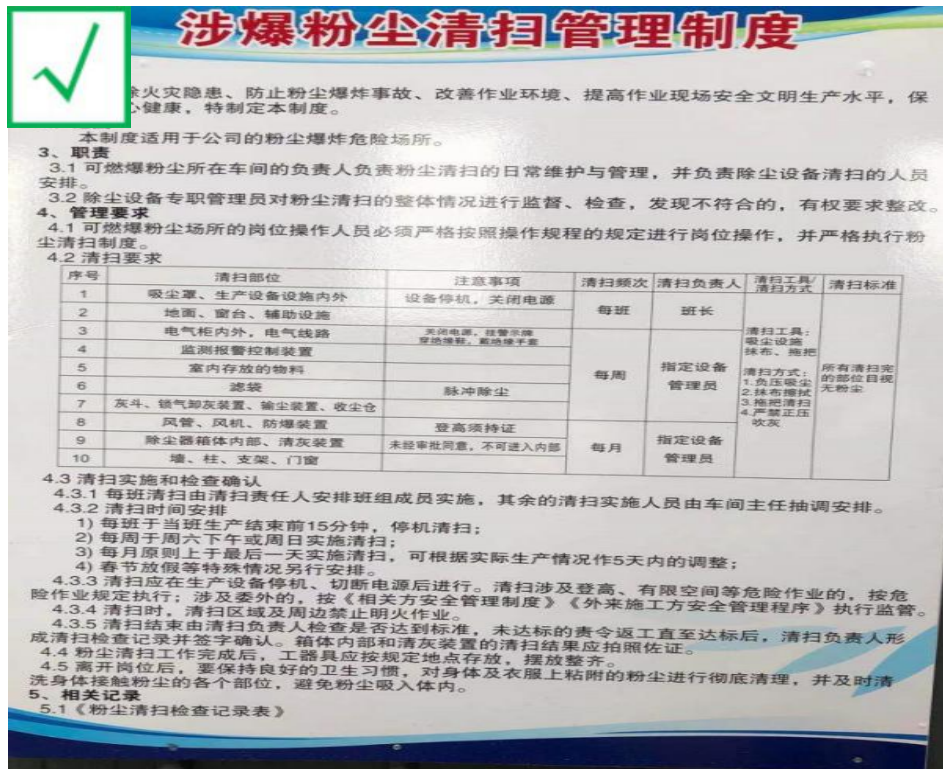 涉爆粉尘清扫管理制度
除火灾隐患、防止粉尘爆炸事故、改善作业环境、提高作业现场安全文明生产水平，保
心健康，特制定本制度。
本制度适用于公司的粉尘爆炸危险场所。
3、职责
3.1 可燃爆粉尘所在车间的负责人负责粉尘清扫的日常维护与管理，并负责除尘设备清扫的人员
安排。
3.2 除尘设备专职管理员对粉尘清扫的整体情况进行监督、检查，发现不符合的，有权要求整改。
4、管理要求
4.1 可燃爆粉尘场所的岗位操作人员必须严格按照操作规程的规定进行岗位操作，并严格执行粉
尘清扫制度。
4.2 清扫要求
序号 清扫部位 注意事项 清扫频次 清扫负责人 清扫工具/清扫方式 清扫标准
1 吸尘罩、生产设备设施内外 设备停机，关闭电源 每班 班长
2 地面、窗台、辅助设施
3 电气柜内外，电气线路 关闭电源，挂警示牌
穿绝缘鞋，戴绝缘手套
4 监测报警控制装置
5 室内存放的物料
每周 指定设备
管理员
6 滤袋 脉冲除尘
7 灰斗、锁气卸灰装置、输尘装置、收尘仓
8 风管、风机、防爆装置 登高须持证
9 除尘器箱体内部、清灰装置 未经审批同意，不可进入内部
每月 指定设备
管理员
10 墙、柱、支架、门窗
清扫工具：
吸尘设施
抹布、拖把
清扫方式：
1.负压吸尘
2.抹布擦拭
3.拖把清扫
4.严禁正压
吹灰
所有清扫完
的部位目视
无粉尘
4.3 清扫实施和检查确认
4.3.1 每班清扫由清扫责任人安排班组成员实施，其余的清扫实施人员由车间主任抽调安排。
4.3.2 清扫时间安排
1) 每班于当班生产结束前15分钟，停机清扫；
2) 每周于周六下午或周日实施清扫；
3) 每月原则上于最后一天实施清扫，可根据实际生产情况作5天内的调整；
4) 春节放假等特殊情况另行安排。
4.3.3 清扫应在生产设备停机、切断电源后进行。清扫涉及登高、有限空间等危险作业的，按危
险作业规定执行；涉及委外的，按《相关方安全管理制度》《外来施工方安全管理程序》执行监管。
4.3.4 清扫时，清扫区域及周边禁止明火作业。
4.3.5 清扫结束由清扫负责人检查是否达到标准，未达标的责令返工直至达标后，清扫负责人形
成清扫检查记录并签字确认。箱体内部和清灰装置的清扫结果应拍照佐证。
4.4 粉尘清扫工作完成后，工器具应按规定地点存放，摆放整齐。
4.5 离开岗位后，要保持良好的卫生习惯，对身体及衣服上粘附的粉尘进行彻底清理，并及时清
洗身体接触粉尘的各个部位，避免粉尘吸入体内。
5、相关记录
5.1《粉尘清扫检查记录表》